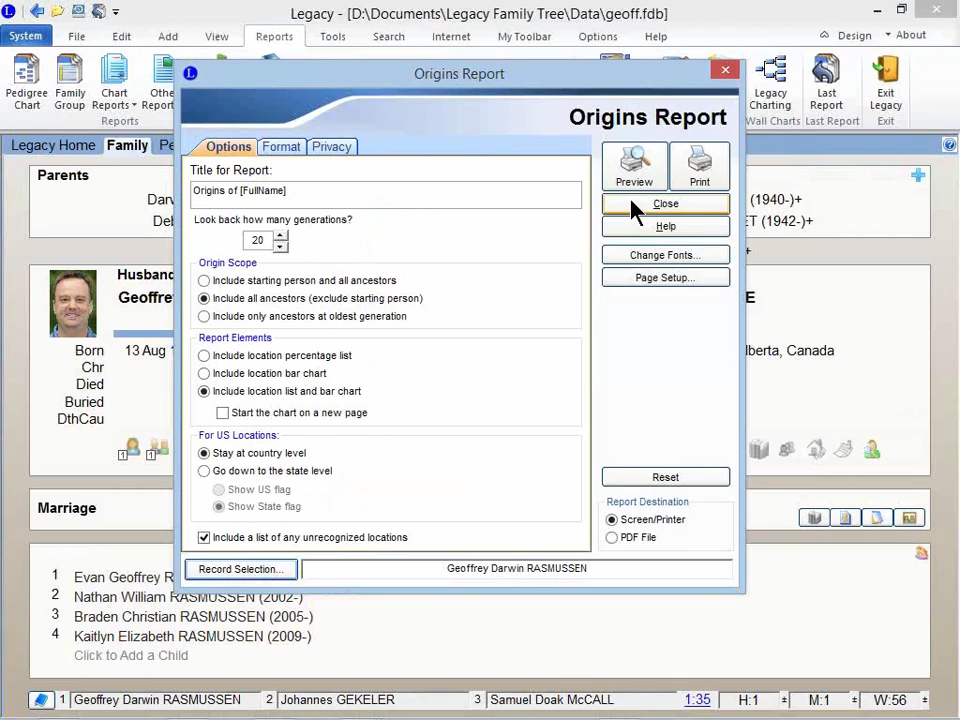 Legacy - [D:\Documents\Legacy Family Tree\Data\geoff.fdb]
System File Edit Add View Reports Tools Search Internet My Toolbar Options Help Design About
Pedigree Chart
Family Group
Chart Reports
Reports
Legacy Charting
Wall Charts
Last Report
Last Report
Exit Legacy
Exit
Legacy Home Family
Origins Report
Origins Report
Options Format Privacy
Title for Report:
Origins of [FullName]
Look back how many generations?
20
Origin Scope
Include starting person and all ancestors
Include all ancestors (exclude starting person)
Include only ancestors at oldest generation
Report Elements
Include location percentage list
Include location bar chart
Include location list and bar chart
Start the chart on a new page
For US Locations:
Stay at country level
Go down to the state level
Show US flag
Show State flag
Include a list of any unrecognized locations
Record Selection...
Geoffrey Darwin RASMUSSEN
Preview
Print
Close
Help
Change Fonts...
Page Setup...
Reset
Report Destination
Screen/Printer
PDF File
Parents
(1940-)+
ET (1942-)+
Born 13 Aug 1
Chr
Died
Buried
DthCau
Canada
1 1
Marriage
1 Evan Geoffrey
2 Nathan William RASMUSSEN (2002-)
3 Braden Christian RASMUSSEN (2005-)
4 Kaitlyn Elizabeth RASMUSSEN (2009-)
Click to Add a Child
1 Geoffrey Darwin RASMUSSEN 2 Johannes GEKELER 3 Samuel Doak McCALL 1:35 H:1 M:1 W:56